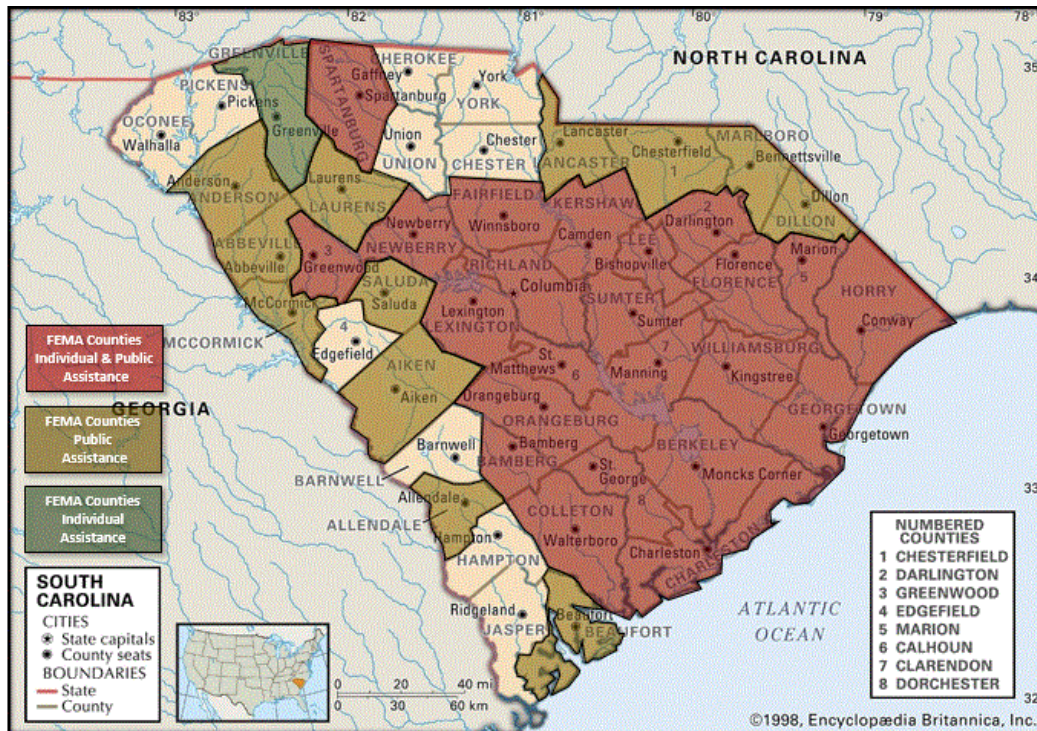 83°
82°
81°
80°
79°
78°
GREENVILLE
SPARTANBURG
CHEROKEE
Gaffney
Spartanburg
York
YORK
NORTH CAROLINA
35
PICKENS
Pickens
OCONEE
Walhalla
Greenville
Union
UNION
Chester
CHESTER
Lancaster
LANCASTER
Chesterfield
1
MARLBORO
Bennettsville
Dillon
DILLON
Anderson
ANDERSON
Laurens
LAURENS
FAIRFIELD
Winnsboro
KERSHAW
Camden
2
Darlington
LEE
Bishopville
Newberry
NEWBERRY
ABBEVILLE
Abbeville
3
Greenwood
Florence
FLORENCE
Marion
5
HORRY
Conway
34
RICHLAND
Columbia
SALUDA
Saluda
McCormick
MCCORMICK
Lexington
LEXINGTON
SUMTER
Sumter
4
Edgefield
FEMA Counties
Individual & Public
Assistance
AIKEN
Aiken
St.
Matthews
6
7
Manning
WILLIAMSBURG
Kingstree
GEORGIA
FEMA Counties
Public
Assistance
Orangeburg
ORANGEBURG
GEORGETOWN
Georgetown
Barnwell
BARNWELL
Bamberg
BAMBERG
BERKELEY
Moncks Corner
St.
George
8
33
FEMA Counties
Individual
Assistance
Allendale
ALLENDALE
COLLETON
Walterboro
Hampton
HAMPTON
Charleston
CHARLESTON
Ridgeland
JASPER
Beaufort
BEAUFORT
ATLANTIC
OCEAN
NUMBERED
COUNTIES
1 CHESTERFIELD
2 DARLINGTON
3 GREENWOOD
4 EDGEFIELD
5 MARION
6 CALHOUN
7 CLARENDON
8 DORCHESTER
SOUTH
CAROLINA
CITIES
State capitals
County seats
BOUNDARIES
State
County
0 20 40 mi
0 30 60 km
32
©1998, Encyclopædia Britannica, Inc.